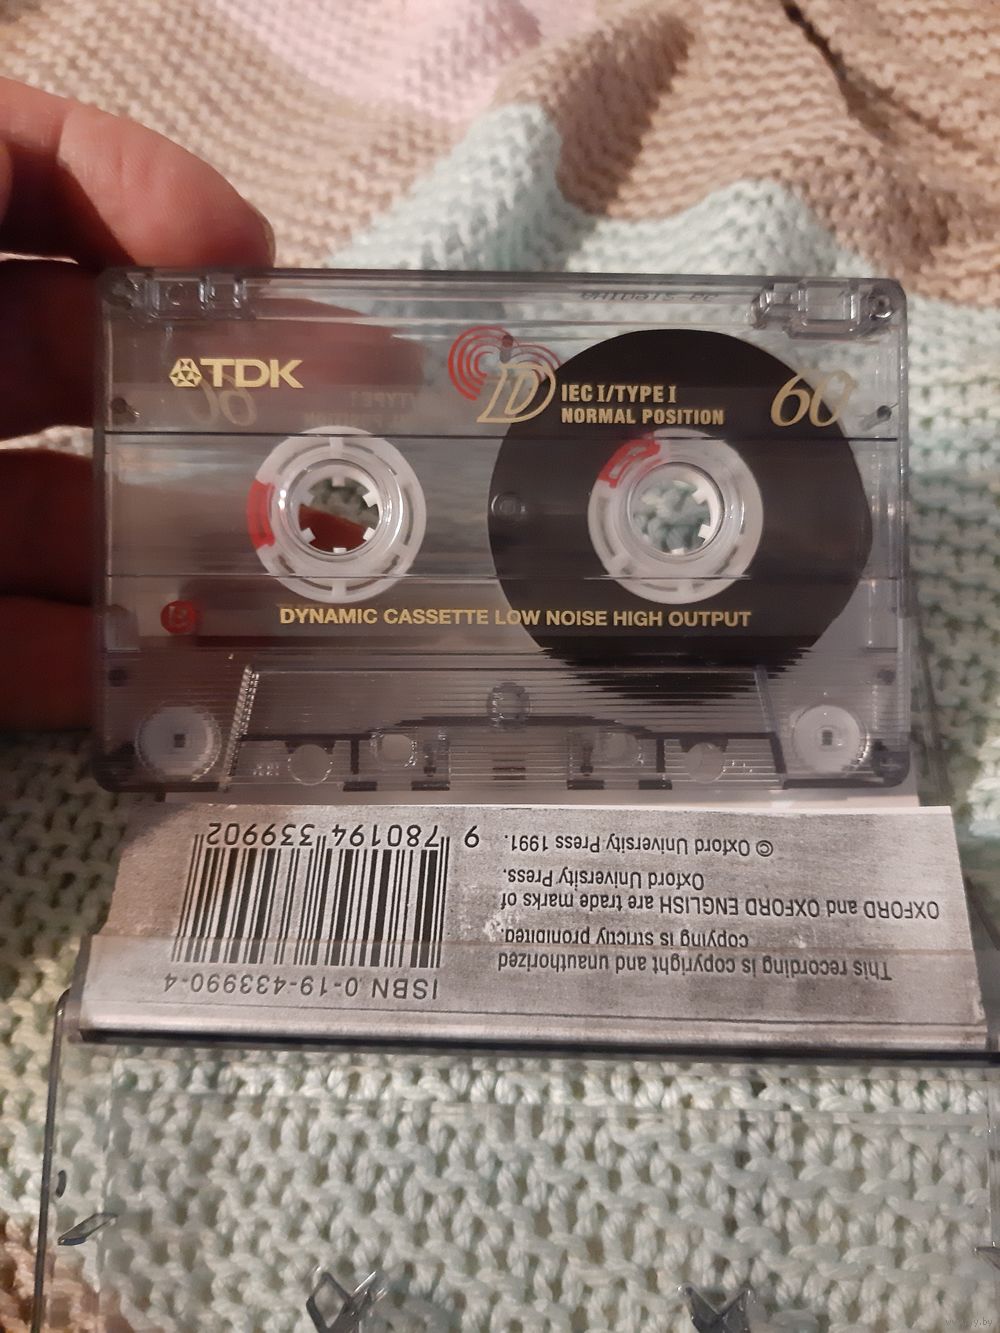 TDK
D
IEC I/TYPE I
NORMAL POSITION
60
DYNAMIC CASSETTE LOW NOISE HIGH OUTPUT
This recording is copyright and unauthorized
copying is strictly prohibited.
OXFORD and OXFORD ENGLISH are trade marks of
Oxford University Press.
© Oxford University Press 1991.
ISBN 0-19-433990-4
9 780194 339902